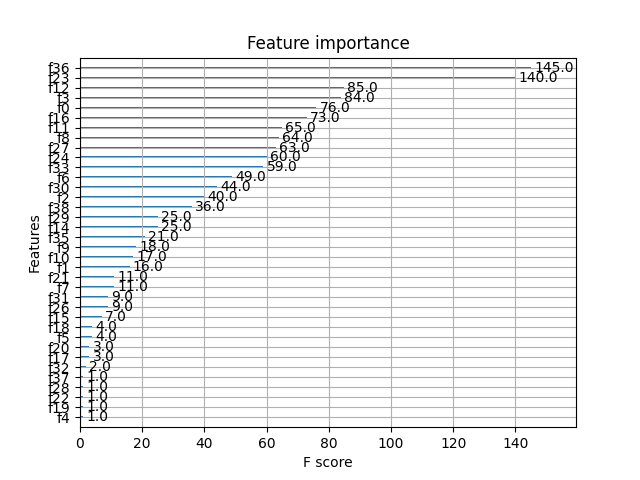 Feature importance
f36 145.0
f23 140.0
f12 85.0
f3 84.0
f0 76.0
f16 73.0
f11 65.0
f8 64.0
f27 63.0
f24 60.0
f33 59.0
f6 49.0
f30 44.0
f2 40.0
f38 36.0
f29 25.0
f14 25.0
f35 21.0
f9 18.0
f10 17.0
f1 16.0
f21 11.0
f7 11.0
f31 9.0
f26 9.0
f15 7.0
f18 4.0
f5 4.0
f20 3.0
f17 3.0
f32 2.0
f37 1.0
f28 1.0
f22 1.0
f19 1.0
f4 1.0
Features
0 20 40 60 80 100 120 140
F score